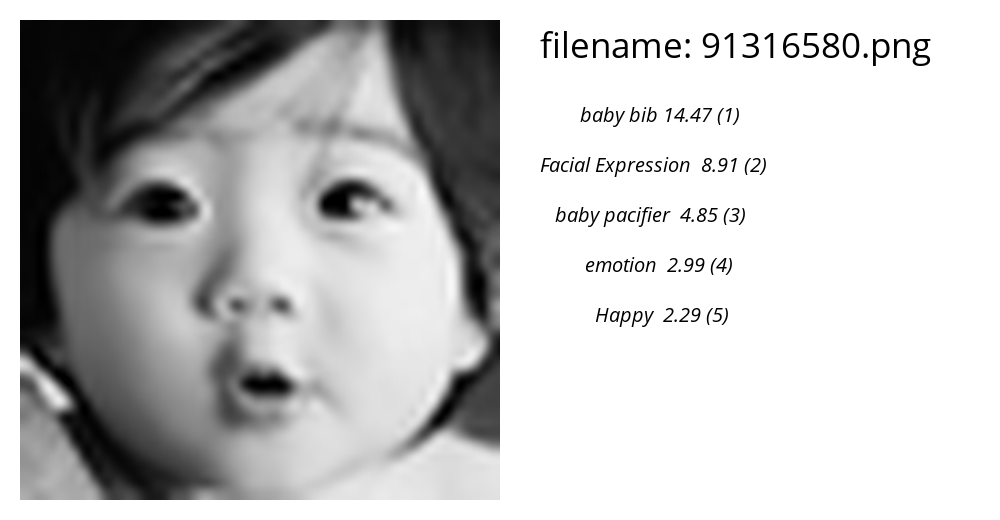 filename: 91316580.png
baby bib 14.47 (1)
Facial Expression 8.91 (2)
baby pacifier 4.85 (3)
emotion 2.99 (4)
Happy 2.29 (5)